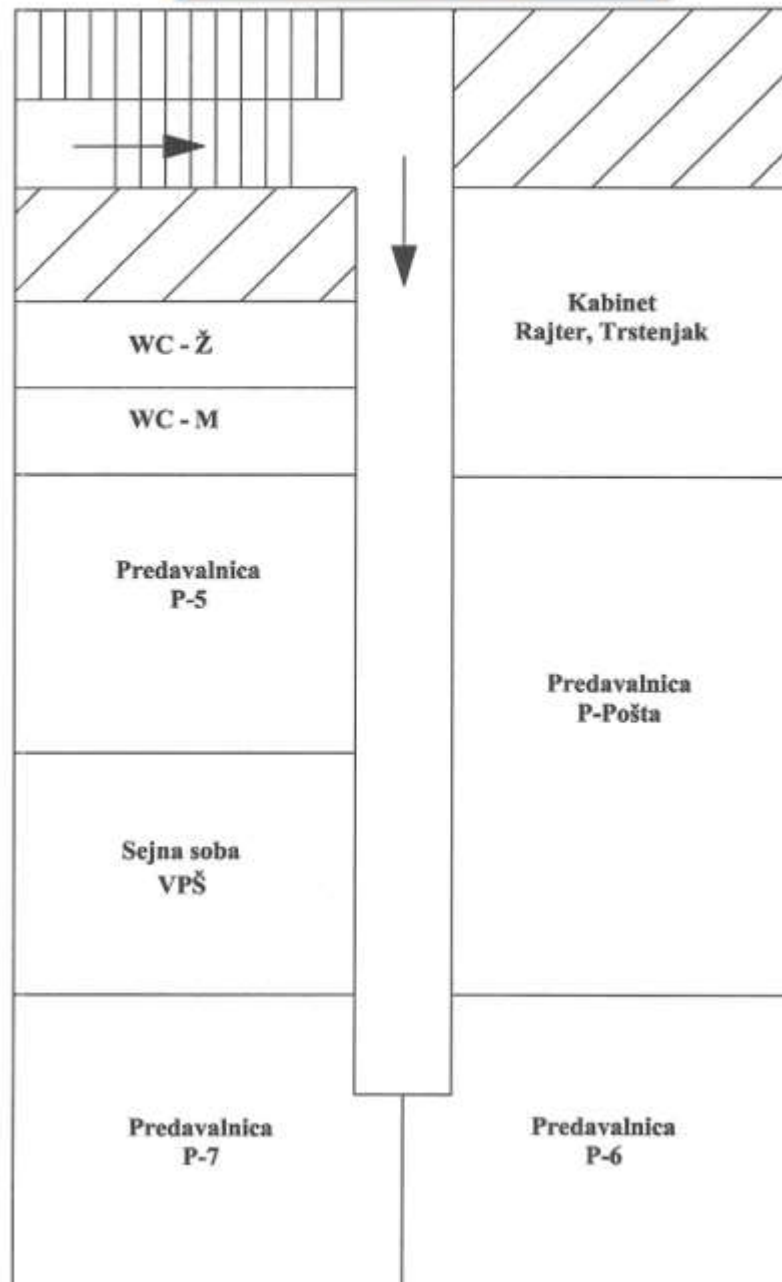 Kabinet
Rajter, Trstenjak
WC - Ž
WC - M
Predavalnica
P-5
Predavalnica
P-Pošta
Sejna soba
VPŠ
Predavalnica
P-7
Predavalnica
P-6